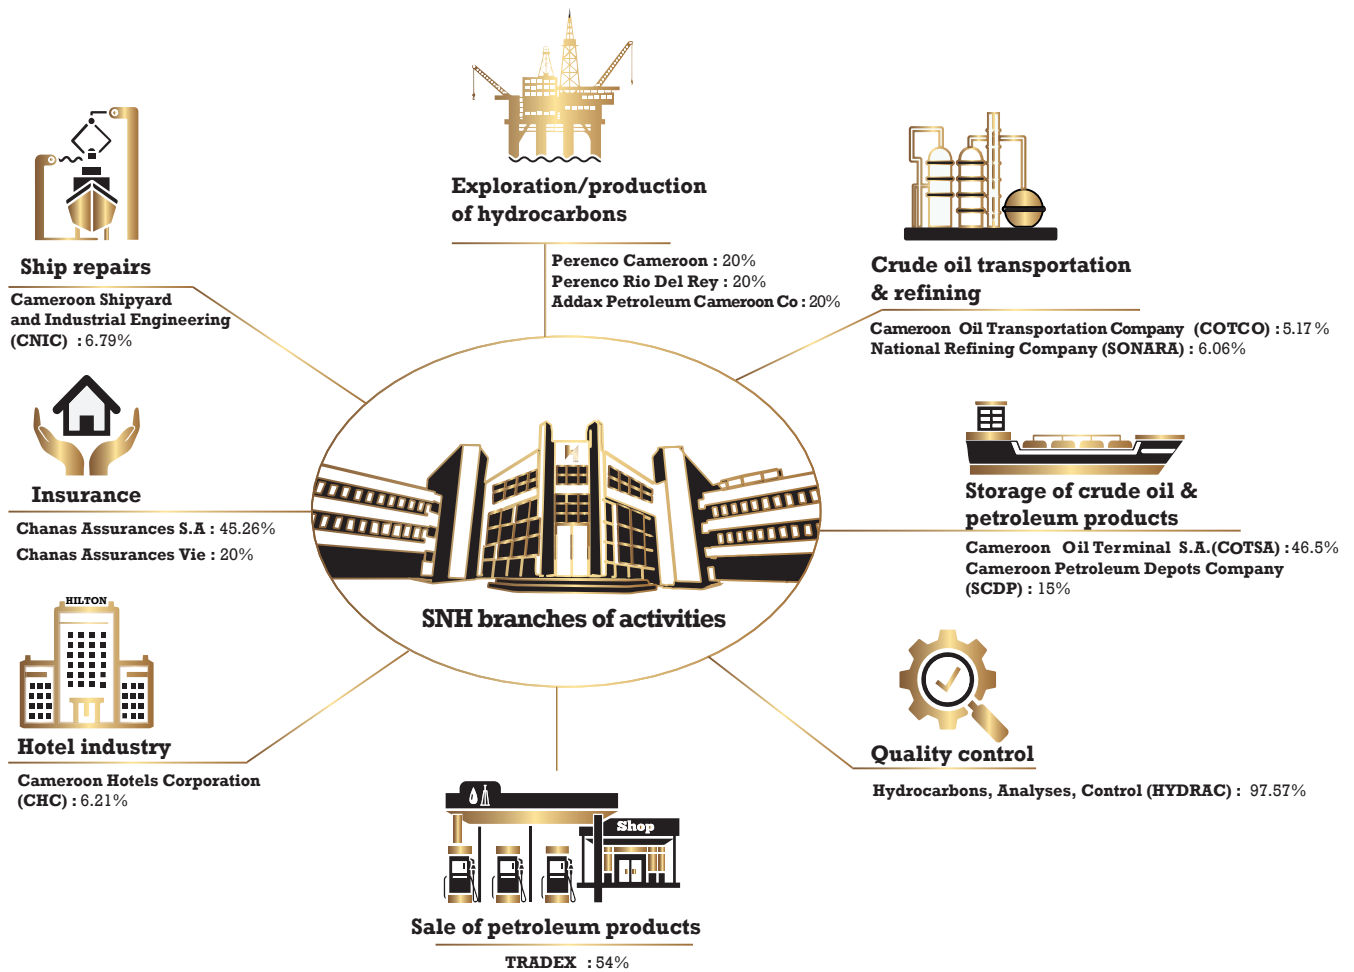 Exploration/production
of hydrocarbons
Perenco Cameroon : 20%
Perenco Rio Del Rey : 20%
Addax Petroleum Cameroon Co : 20%
Crude oil transportation
& refining
Cameroon Oil Transportation Company (COTCO) : 5.17 %
National Refining Company (SONARA) : 6.06%
Storage of crude oil &
petroleum products
Cameroon Oil Terminal S.A.(COTSA) : 46.5%
Cameroon Petroleum Depots Company
(SCDP) : 15%
Quality control
Hydrocarbons, Analyses, Control (HYDRAC) : 97.57%
Shop
Sale of petroleum products
TRADEX : 54%
HILTON
Hotel industry
Cameroon Hotels Corporation
(CHC) : 6.21%
Insurance
Chanas Assurances S.A : 45.26%
Chanas Assurances Vie : 20%
Ship repairs
Cameroon Shipyard
and Industrial Engineering
(CNIC) : 6.79%
SNH branches of activities